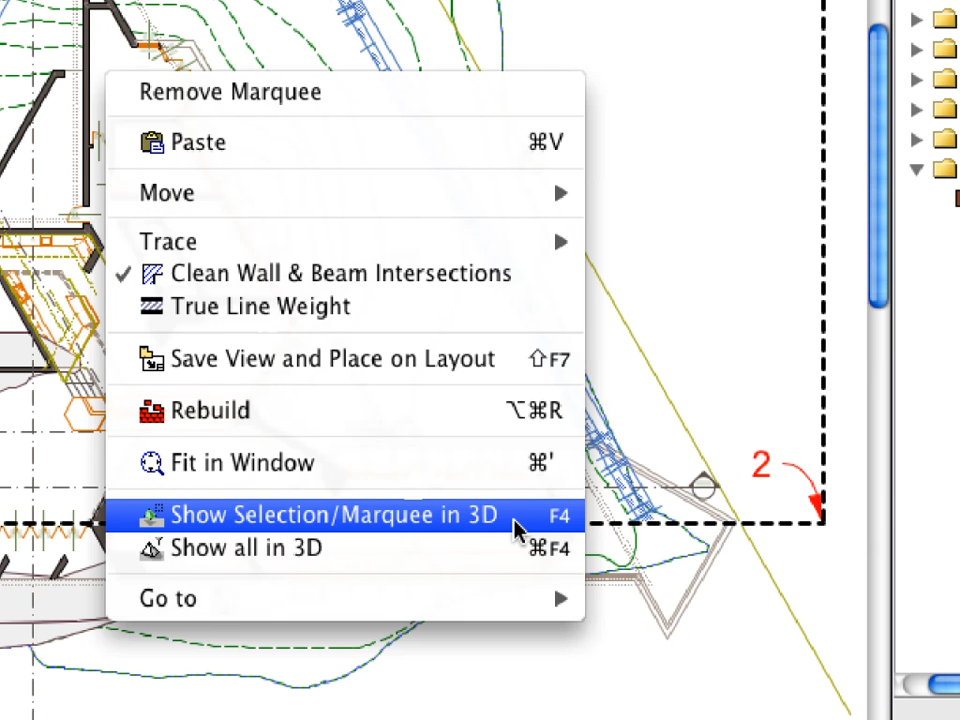 Remove Marquee
Paste ⌘V
Move
Trace
Clean Wall & Beam Intersections
True Line Weight
Save View and Place on Layout ⇧F7
Rebuild ⌥⌘R
Fit in Window ⌘'
2
Show Selection/Marquee in 3D F4
Show all in 3D ⌘F4
Go to